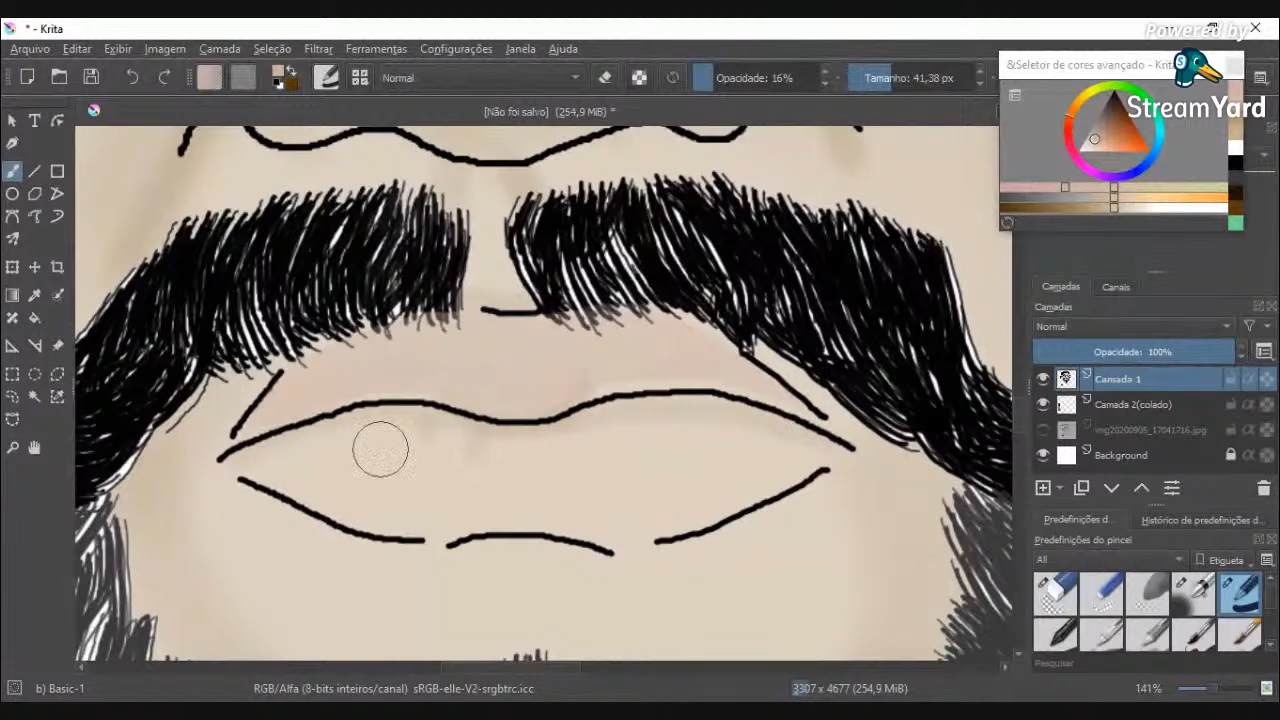 * - Krita
Powered by
Arquivo Editar Exibir Imagem Camada Seleção Filtrar Ferramentas Configurações Janela Ajuda
&Seletor de cores avançado - Krita
StreamYard
Normal
Opacidade: 16%
Tamanho: 41,38 px
[Não foi salvo] (254,9 MiB) *
Camadas Canais
Camadas
Normal
Opacidade: 100%
Camada 1
Camada 2(colado)
img20200905_17041716.jpg
Background
Predefinições d... Histórico de predefinições d...
Predefinições do pincel
All
Etiqueta
Pesquisar
b) Basic-1
RGB/Alfa (8-bits inteiros/canal) sRGB-elle-V2-srgbtrc.icc
3307 x 4677 (254,9 MiB)
141%